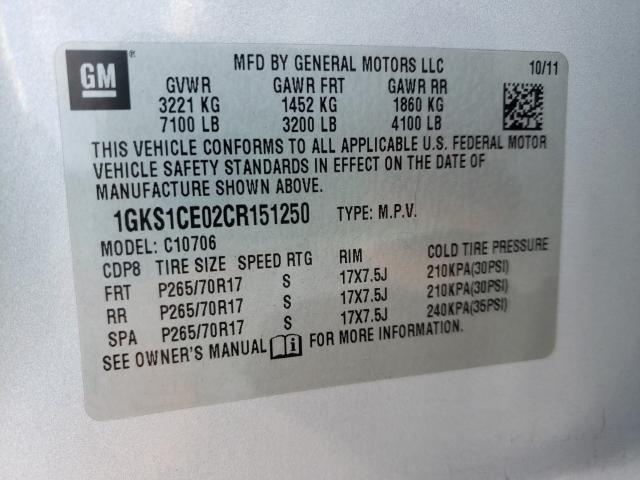 GM
MFD BY GENERAL MOTORS LLC 10/11
GVWR GAWR FRT GAWR RR
3221 KG 1452 KG 1860 KG
7100 LB 3200 LB 4100 LB
THIS VEHICLE CONFORMS TO ALL APPLICABLE U.S. FEDERAL MOTOR
VEHICLE SAFETY STANDARDS IN EFFECT ON THE DATE OF
MANUFACTURE SHOWN ABOVE.
1GKS1CE02CR151250 TYPE: M.P.V.
MODEL: C10706
CDP8 TIRE SIZE SPEED RTG RIM COLD TIRE PRESSURE
FRT P265/70R17 S 17X7.5J 210KPA(30PSI)
RR P265/70R17 S 17X7.5J 210KPA(30PSI)
SPA P265/70R17 S 17X7.5J 240KPA(35PSI)
SEE OWNER'S MANUAL i FOR MORE INFORMATION.